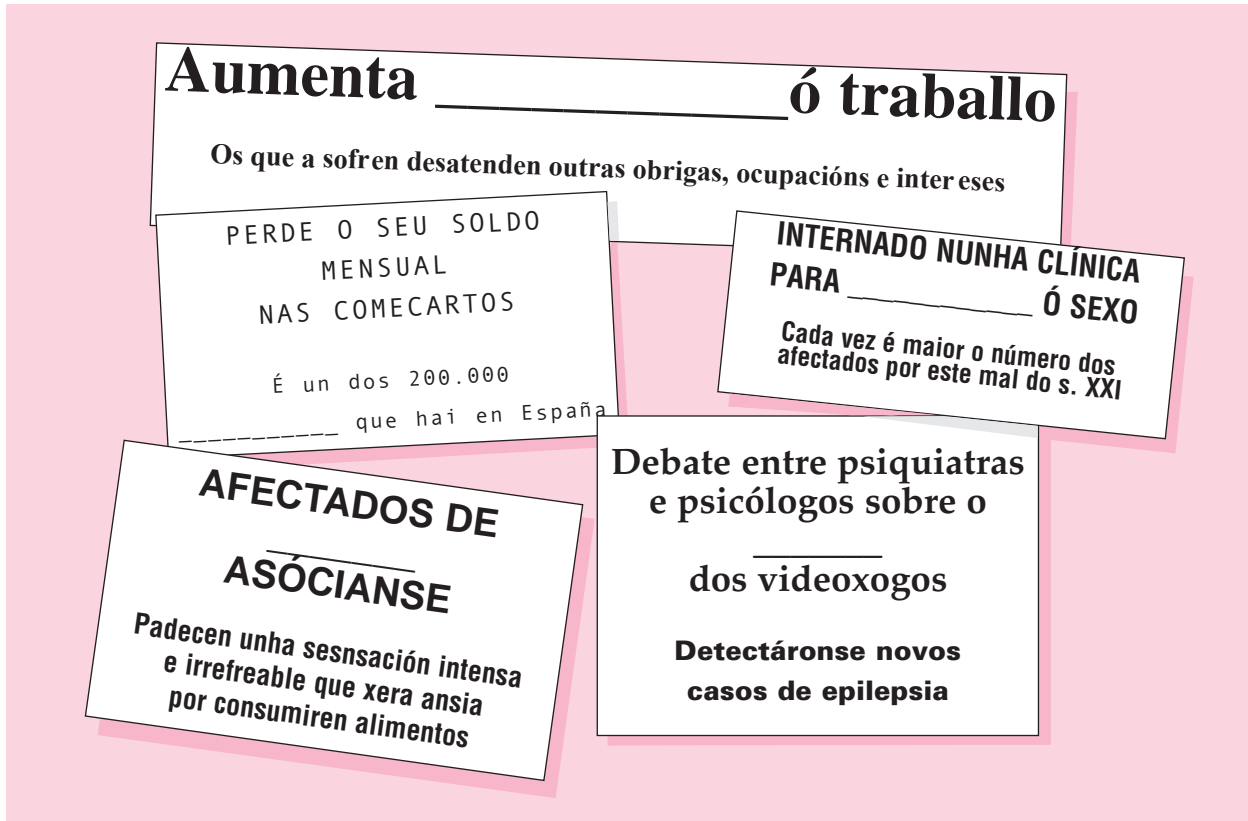 Aumenta ___________ó traballo
Os que a sofren desatenden outras obrigas, ocupacións e intereses
PERDE O SEU SOLDO
MENSUAL
NAS COMECARTOS
É un dos 200.000
___________ que hai en España
INTERNADO NUNHA CLÍNICA
PARA ____________ Ó SEXO
Cada vez é maior o número dos
afectados por este mal do s. XXI
AFECTADOS DE
________
ASÓCIANSE
Padecen unha sesnsación intensa
e irrefreable que xera ansia
por consumiren alimentos
Debate entre psiquiatras
e psicólogos sobre o
_______
dos videoxogos
Detectáronse novos
casos de epilepsia